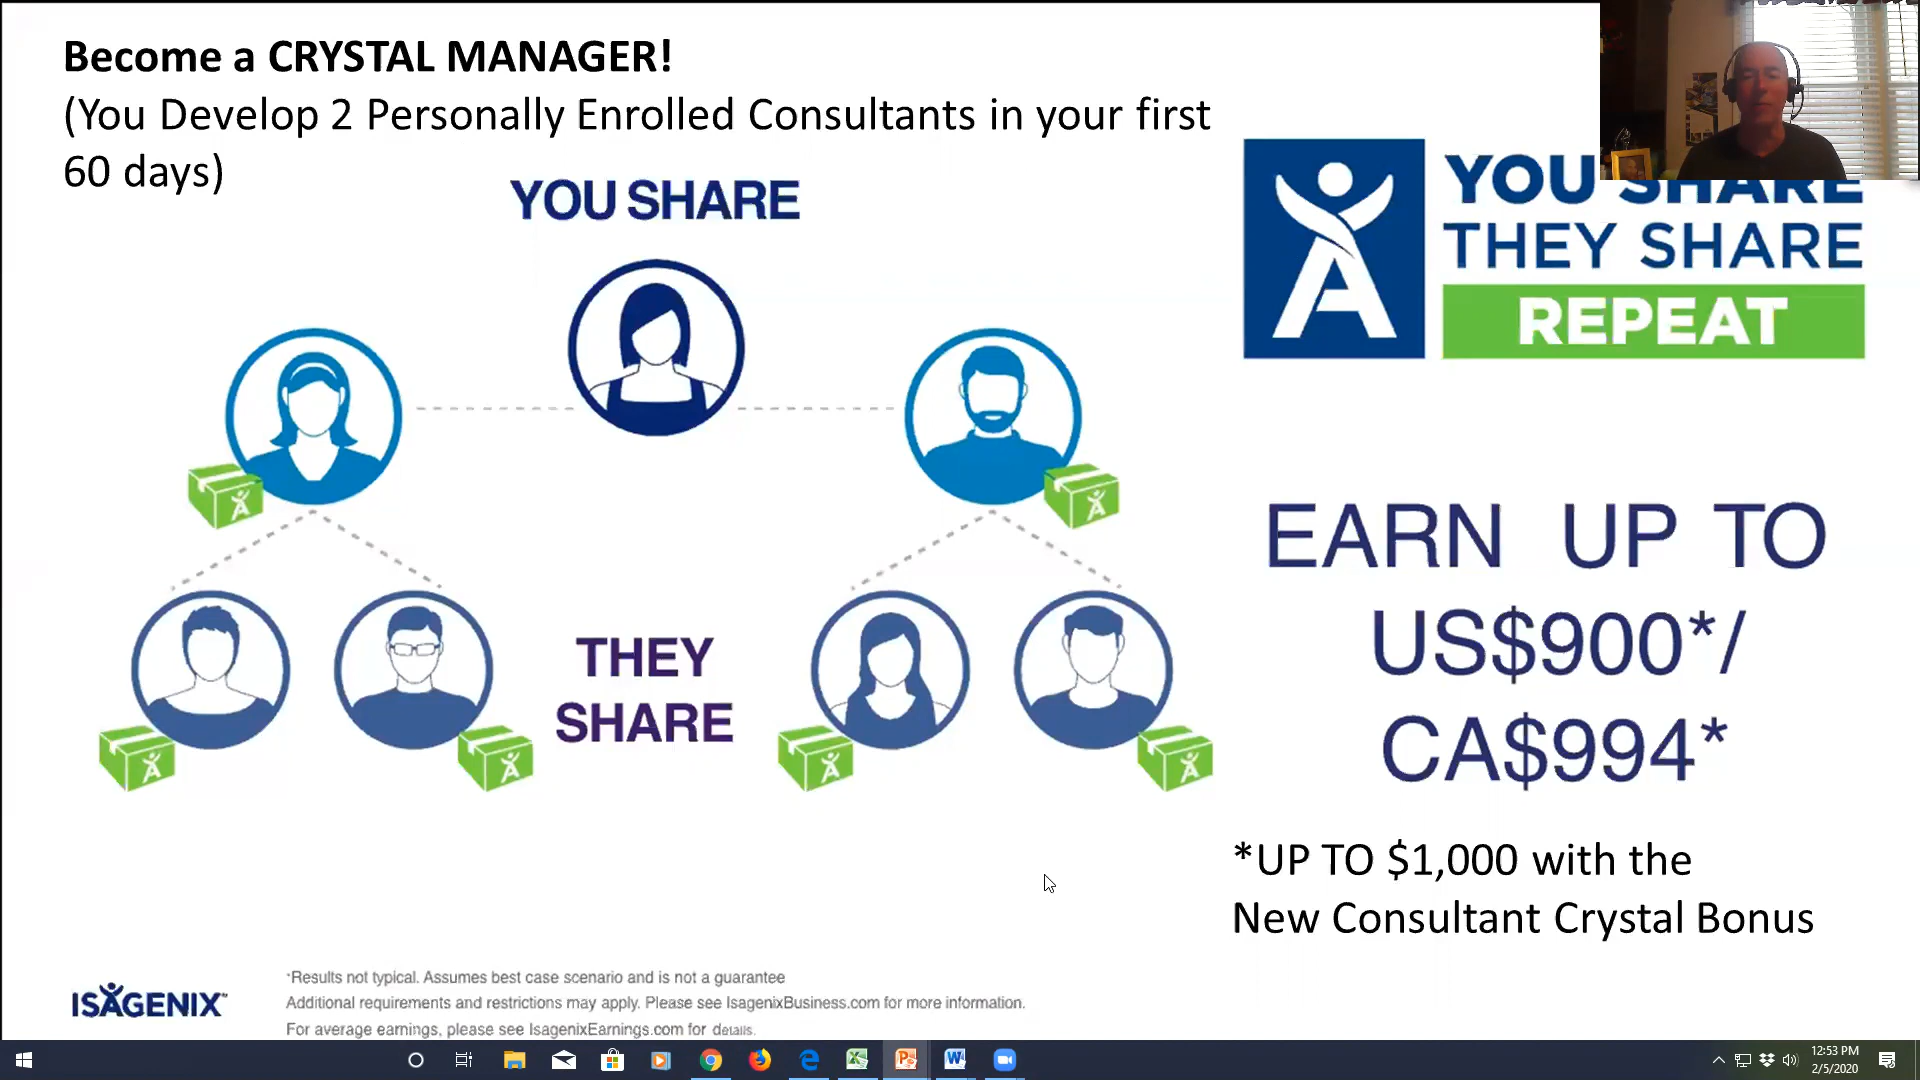 Become a CRYSTAL MANAGER!
(You Develop 2 Personally Enrolled Consultants in your first
60 days)
YOU SHARE
YOU SHARE
THEY SHARE
REPEAT
THEY
SHARE
EARN UP TO
US$900*/
CA$994*
*UP TO $1,000 with the
New Consultant Crystal Bonus
ISAGENIX
*Results not typical. Assumes best case scenario and is not a guarantee
Additional requirements and restrictions may apply. Please see IsagenixBusiness.com for more information.
For average earnings, please see IsagenixEarnings.com for details.
12:53 PM
2/5/2020